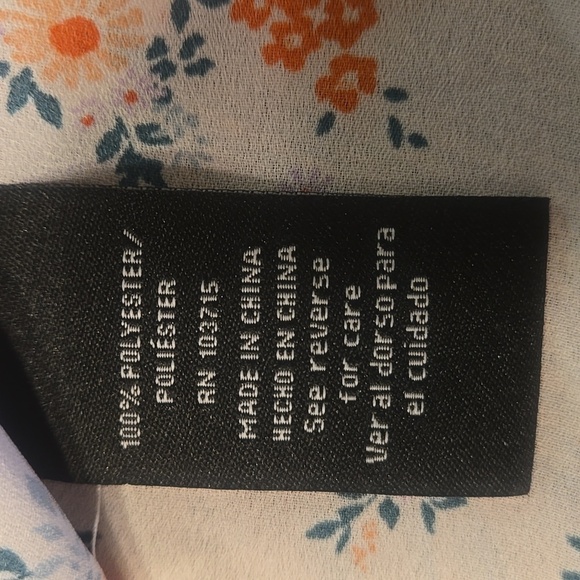 100% POLYESTER/
POLIÉSTER
RN 103715
MADE IN CHINA
HECHO EN CHINA
See reverse
for care
Ver al dorso para
el cuidado